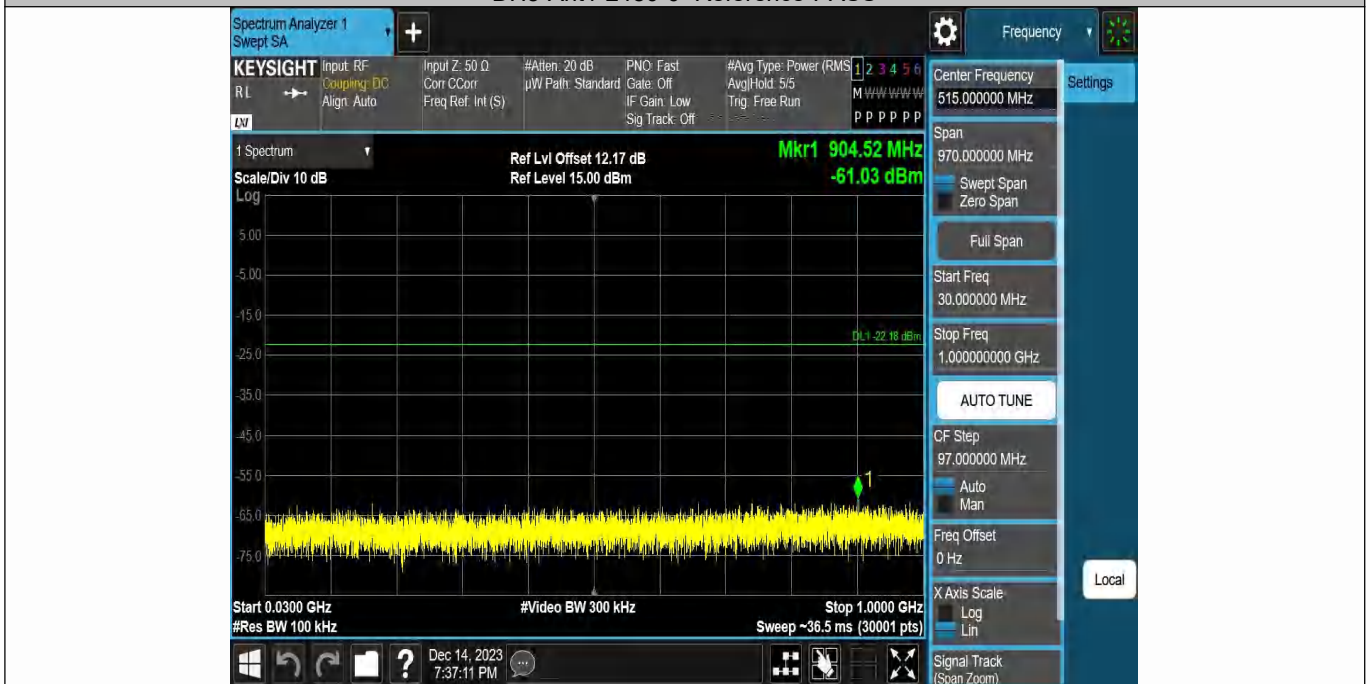 Spectrum Analyzer 1
Swept SA
+
Frequency
KEYSIGHT
RL
LXI
Input: RF
Coupling: DC
Align: Auto
Input Z: 50 Ω
Corr CCorr
Freq Ref: Int (S)
#Atten: 20 dB
µW Path: Standard
PNO: Fast
Gate: Off
IF Gain: Low
Sig Track: Off
#Avg Type: Power (RMS
Avg|Hold: 5/5
Trig: Free Run
1 2 3 4 5 6
M W W W W W
P P P P P P
Center Frequency
515.000000 MHz
Settings
Span
970.000000 MHz
Swept Span
Zero Span
Full Span
Start Freq
30.000000 MHz
Stop Freq
1.000000000 GHz
AUTO TUNE
CF Step
97.000000 MHz
Auto
Man
Freq Offset
0 Hz
X Axis Scale
Log
Lin
Signal Track
(Span Zoom)
Local
1 Spectrum
Scale/Div 10 dB
Log
Ref Lvl Offset 12.17 dB
Ref Level 15.00 dBm
Mkr1 904.52 MHz
-61.03 dBm
5.00
-5.00
-15.0
DL1 -22.18 dBm
-25.0
-35.0
-45.0
-55.0
1
-65.0
-75.0
Start 0.0300 GHz
#Res BW 100 kHz
#Video BW 300 kHz
Stop 1.0000 GHz
Sweep ~36.5 ms (30001 pts)
?
Dec 14, 2023
7:37:11 PM